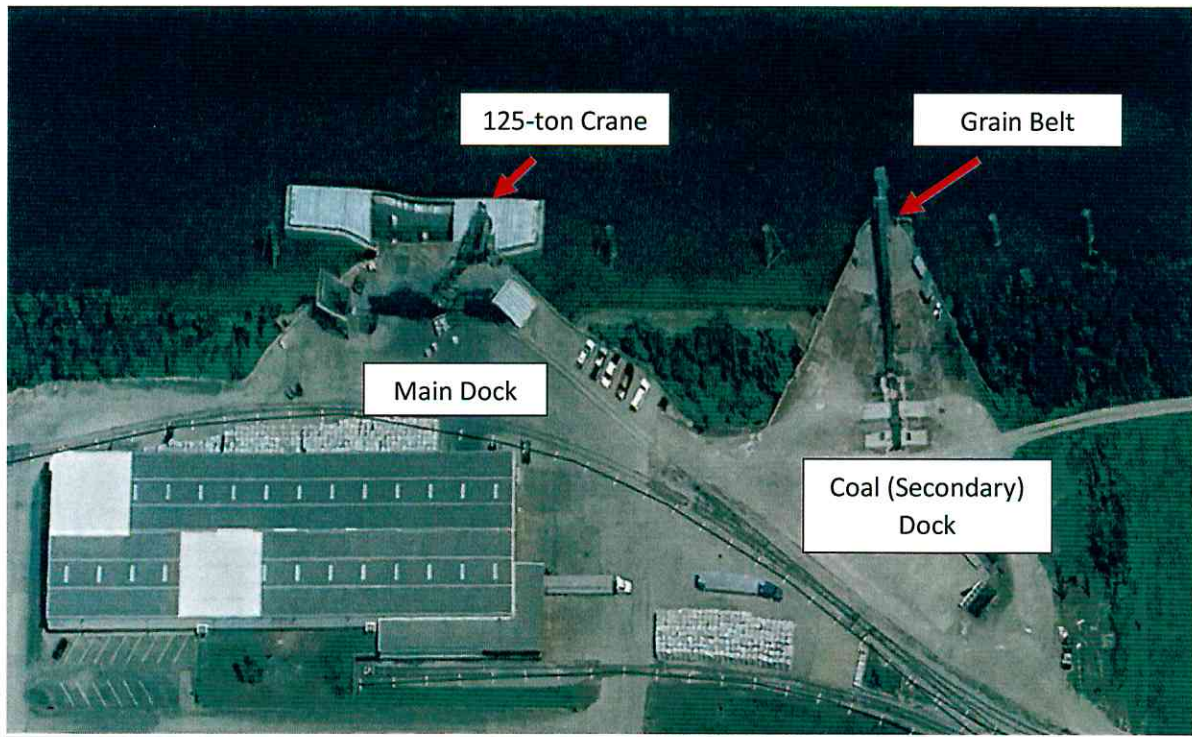 125-ton Crane
Grain Belt
Main Dock
Coal (Secondary)
Dock